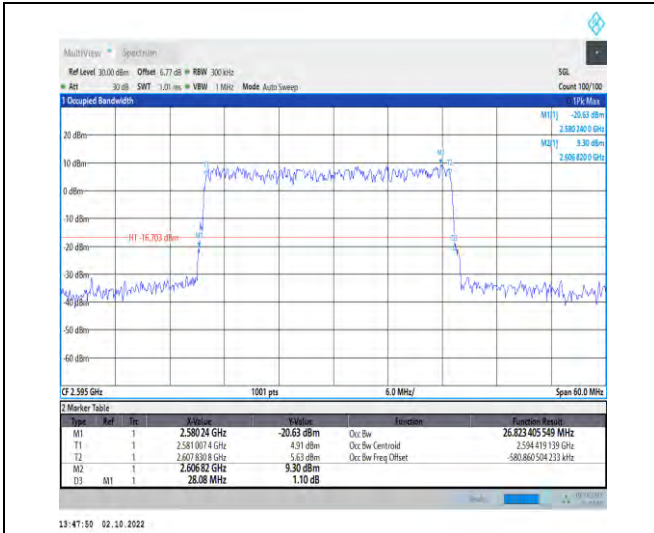 MultiView Spectrum
Ref Level 30.00 dBm Offset 6.77 dB RBW 300 kHz SGL
Att 30 dB SWT 1.01 ms VBW 1 MHz Mode Auto Sweep Count 100/100
1 Occupied Bandwidth 1Pk Max
M1[1] -20.63 dBm
2.580 240 0 GHz
M2[1] 9.30 dBm
2.606 820 0 GHz
20 dBm
M2
10 dBm
T1 T2
0 dBm
-10 dBm
H1 -16.703 dBm M1 D3
-20 dBm
-30 dBm
-40 dBm
-50 dBm
-60 dBm
CF 2.595 GHz 1001 pts 6.0 MHz/ Span 60.0 MHz
2 Marker Table
Type Ref Trc X-Value Y-Value Function Function Result
M1 1 2.580 24 GHz -20.63 dBm Occ Bw 26.823 405 549 MHz
T1 1 2.581 007 4 GHz 4.91 dBm Occ Bw Centroid 2.594 419 139 GHz
T2 1 2.607 830 8 GHz 5.63 dBm Occ Bw Freq Offset -580.860 504 233 kHz
M2 1 2.606 82 GHz 9.30 dBm
D3 M1 1 28.08 MHz 1.10 dB
13:47:50 02.10.2022